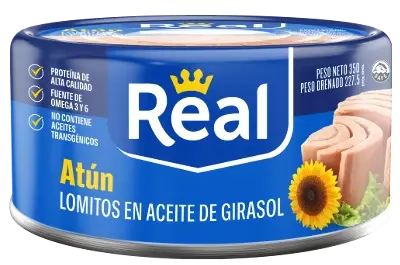 PROTEÍNA DE
ALTA CALIDAD
FUENTE DE
OMEGA 3 Y 6
NO CONTIENE
ACEITES
TRANSGÉNICOS
Real
PESO NETO 350
PESO DRENADO 227.5
Atún
LOMITOS EN ACEITE DE GIRASOL